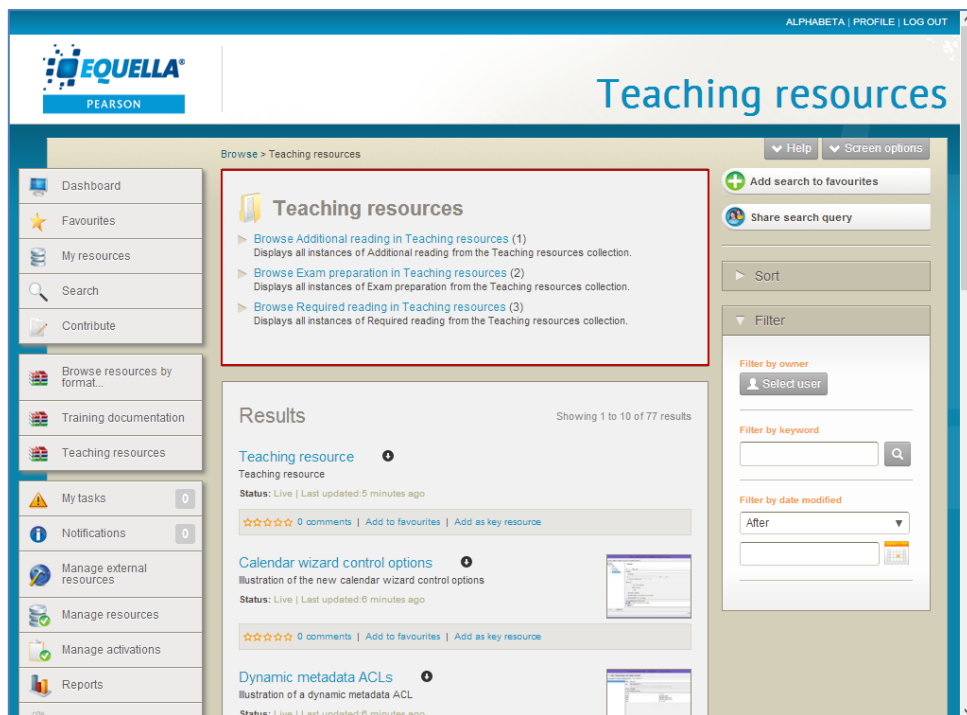 ALPHABETA | PROFILE | LOG OUT
EQUELLA®
PEARSON
Teaching resources
Browse > Teaching resources
Help
Screen options
Dashboard
Favourites
My resources
Search
Contribute
Browse resources by
format...
Training documentation
Teaching resources
My tasks 0
Notifications 0
Manage external
resources
Manage resources
Manage activations
Reports
Teaching resources
Browse Additional reading in Teaching resources (1)
Displays all instances of Additional reading from the Teaching resources collection.
Browse Exam preparation in Teaching resources (2)
Displays all instances of Exam preparation from the Teaching resources collection.
Browse Required reading in Teaching resources (3)
Displays all instances of Required reading from the Teaching resources collection.
Results
Showing 1 to 10 of 77 results
Teaching resource
Teaching resource
Status: Live | Last updated:5 minutes ago
0 comments | Add to favourites | Add as key resource
Calendar wizard control options
Illustration of the new calendar wizard control options
Status: Live | Last updated:6 minutes ago
0 comments | Add to favourites | Add as key resource
Dynamic metadata ACLs
Illustration of a dynamic metadata ACL
Status: Live | Last updated:6 minutes ago
Add search to favourites
Share search query
Sort
Filter
Filter by owner
Select user
Filter by keyword
Filter by date modified
After